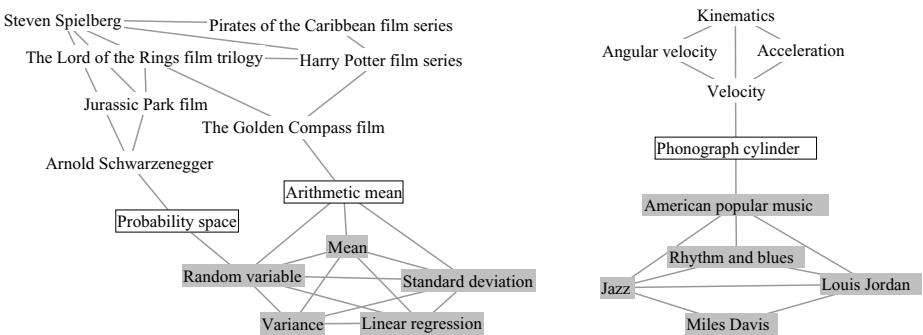 Steven Spielberg
Pirates of the Caribbean film series
The Lord of the Rings film trilogy
Harry Potter film series
Jurassic Park film
The Golden Compass film
Arnold Schwarzenegger
Arithmetic mean
Probability space
Mean
Random variable
Standard deviation
Variance
Linear regression
Kinematics
Angular velocity
Acceleration
Velocity
Phonograph cylinder
American popular music
Rhythm and blues
Jazz
Louis Jordan
Miles Davis